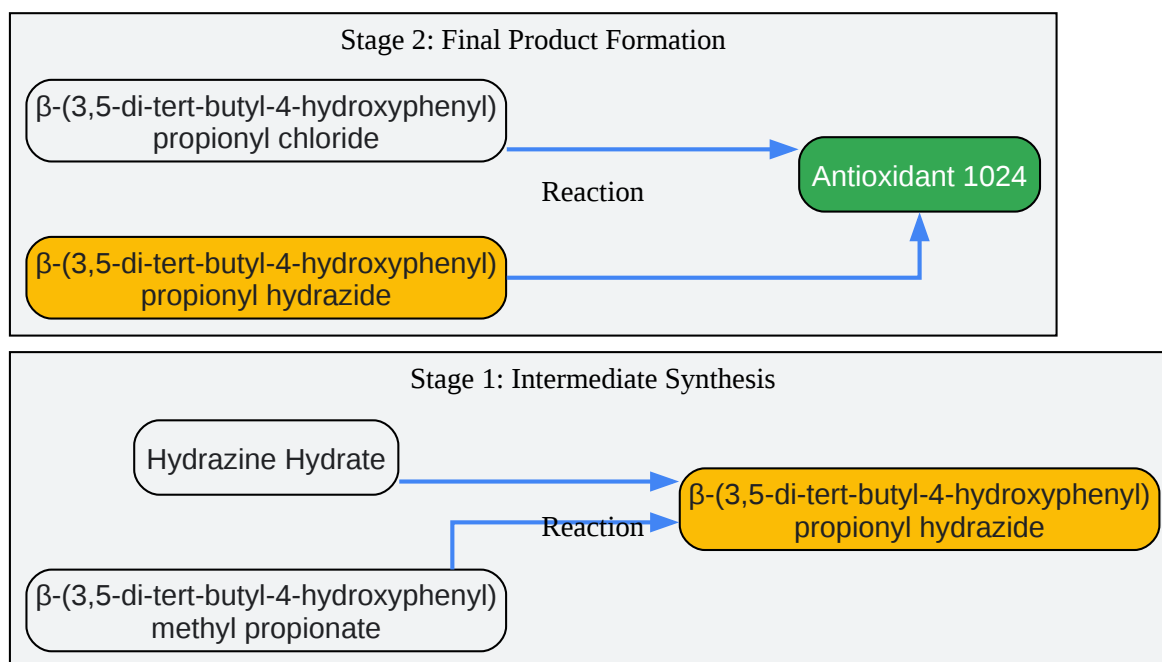 Stage 2: Final Product Formation
β-(3,5-di-tert-butyl-4-hydroxyphenyl)
propionyl chloride
Antioxidant 1024
Reaction
β-(3,5-di-tert-butyl-4-hydroxyphenyl)
propionyl hydrazide
Stage 1: Intermediate Synthesis
Hydrazine Hydrate
β-(3,5-di-tert-butyl-4-hydroxyphenyl)
propionyl hydrazide
Reaction
β-(3,5-di-tert-butyl-4-hydroxyphenyl)
methyl propionate